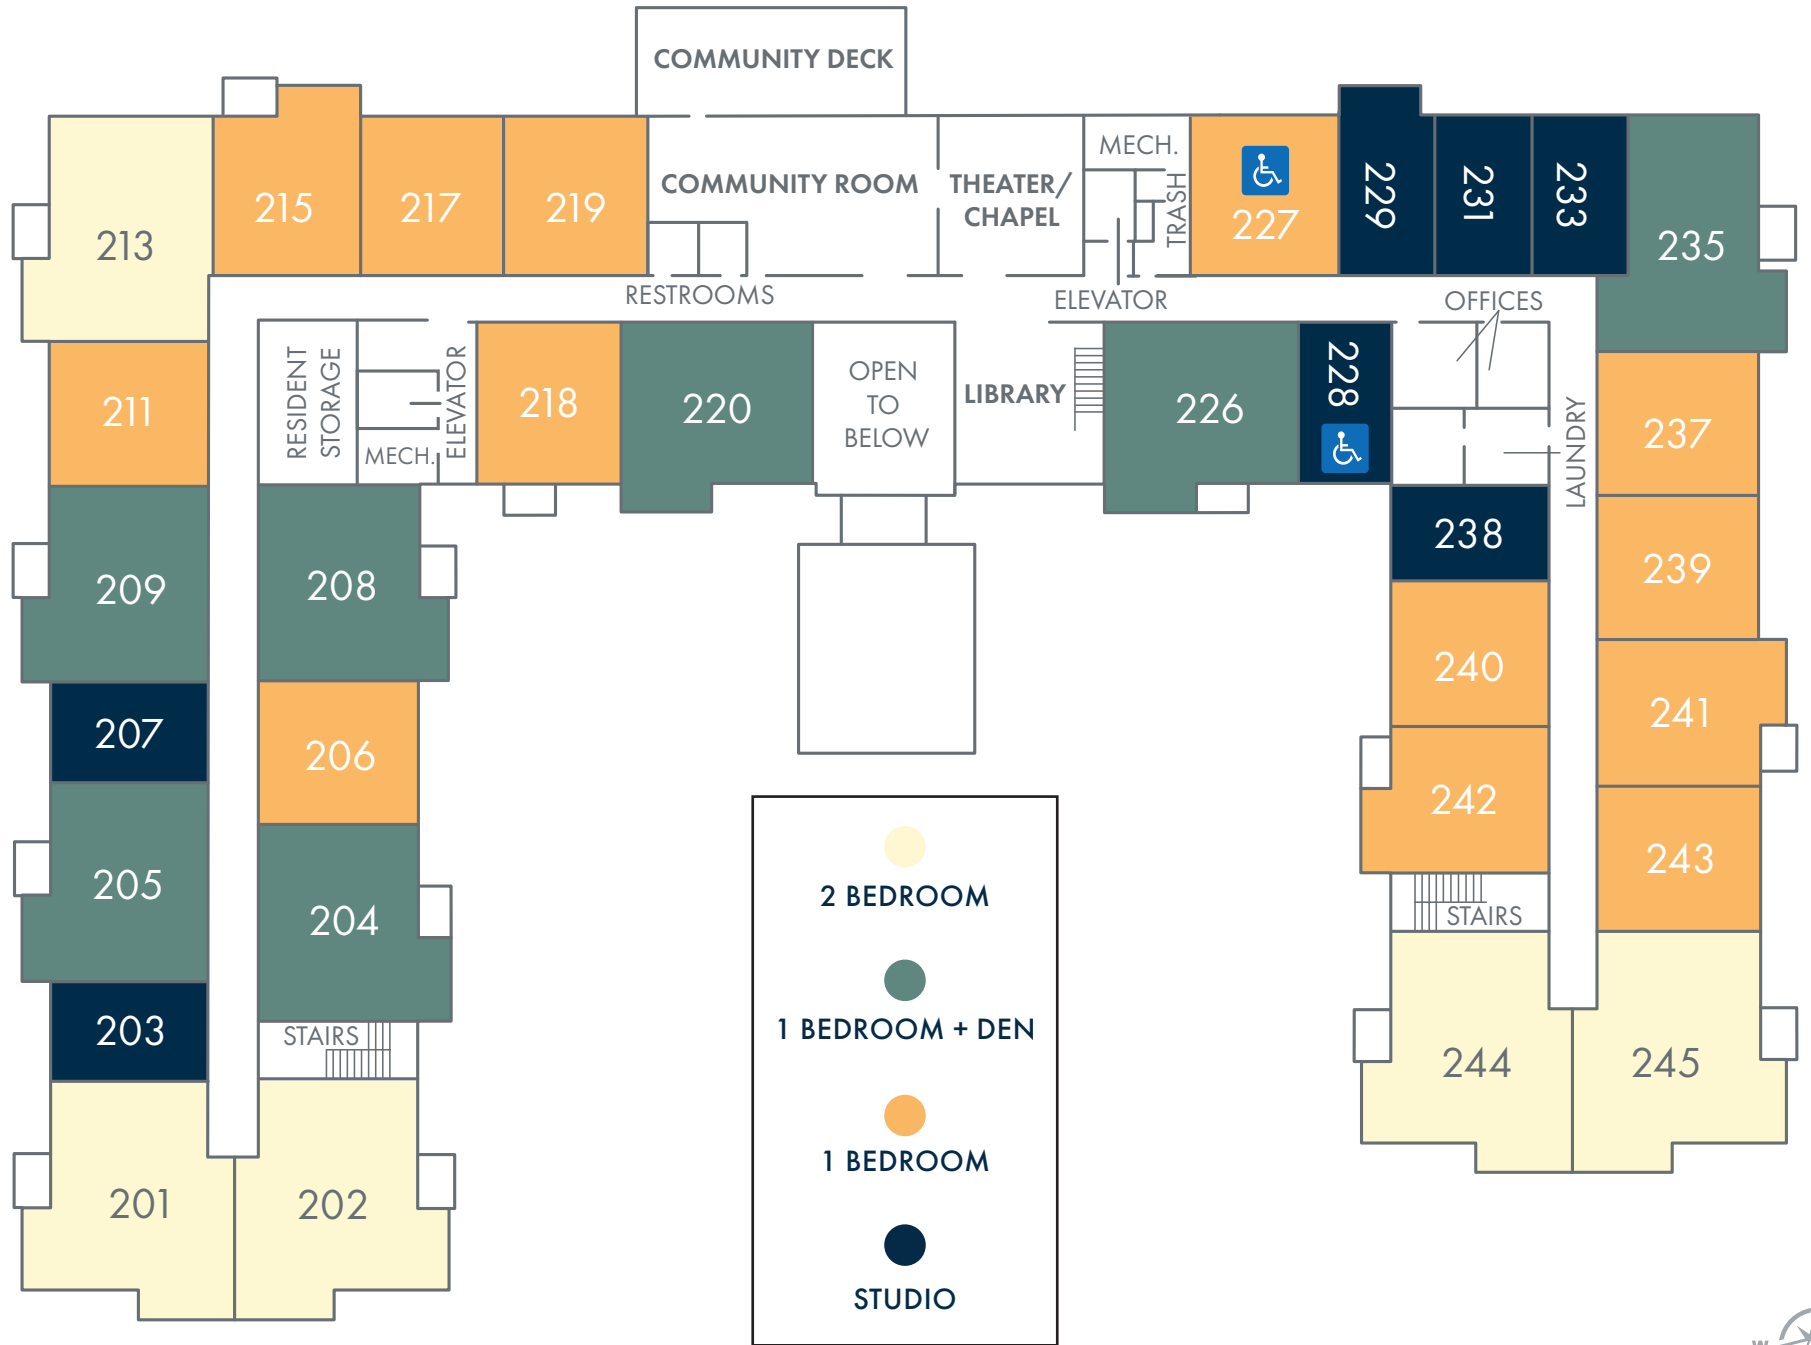 COMMUNITY DECK
213
215
217
219
COMMUNITY ROOM
THEATER/
CHAPEL
MECH.
TRASH
227
229
231
233
235
RESTROOMS
ELEVATOR
OFFICES
211
RESIDENT
STORAGE
MECH.
ELEVATOR
218
220
OPEN
TO
BELOW
LIBRARY
226
228
LAUNDRY
237
209
208
238
239
207
206
240
241
205
204
242
243
STAIRS
203
STAIRS
201
202
244
245
2 BEDROOM
1 BEDROOM + DEN
1 BEDROOM
STUDIO